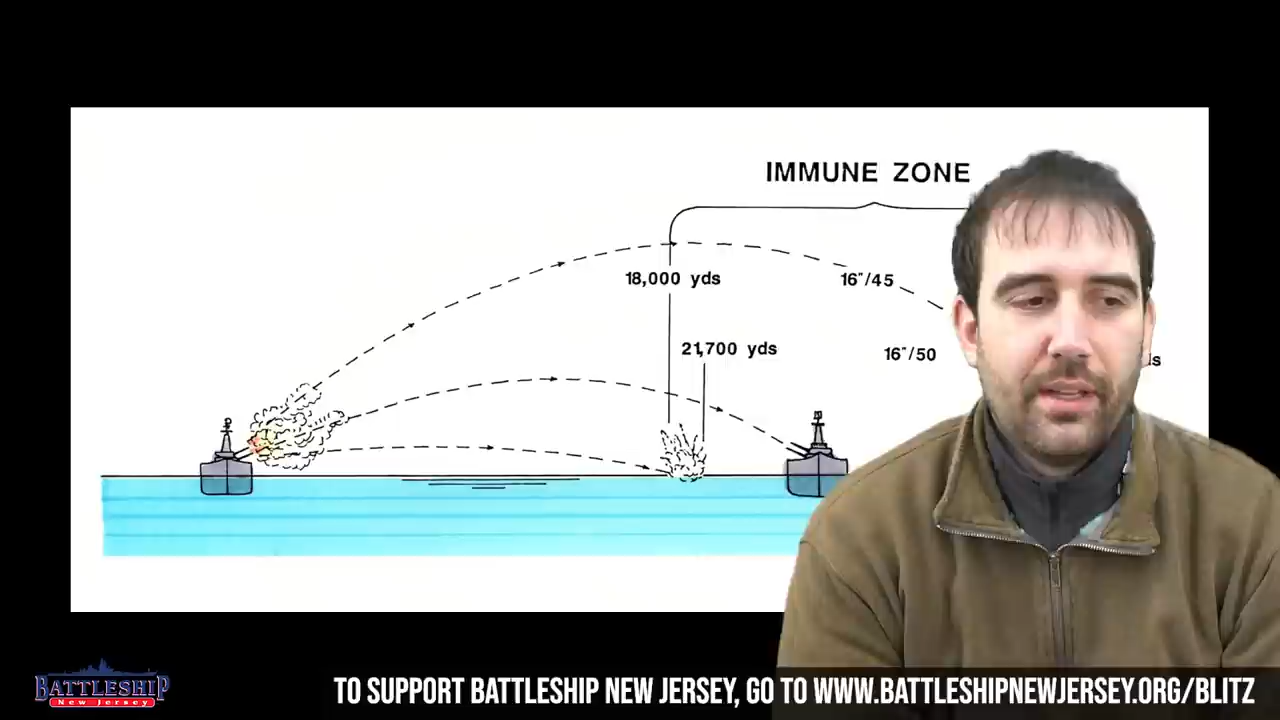 IMMUNE ZONE
18,000 yds
16"/45
21,700 yds
16"/50
BATTLESHIP
New Jersey
TO SUPPORT BATTLESHIP NEW JERSEY, GO TO WWW.BATTLESHIPNEWJERSEY.ORG/BLITZ